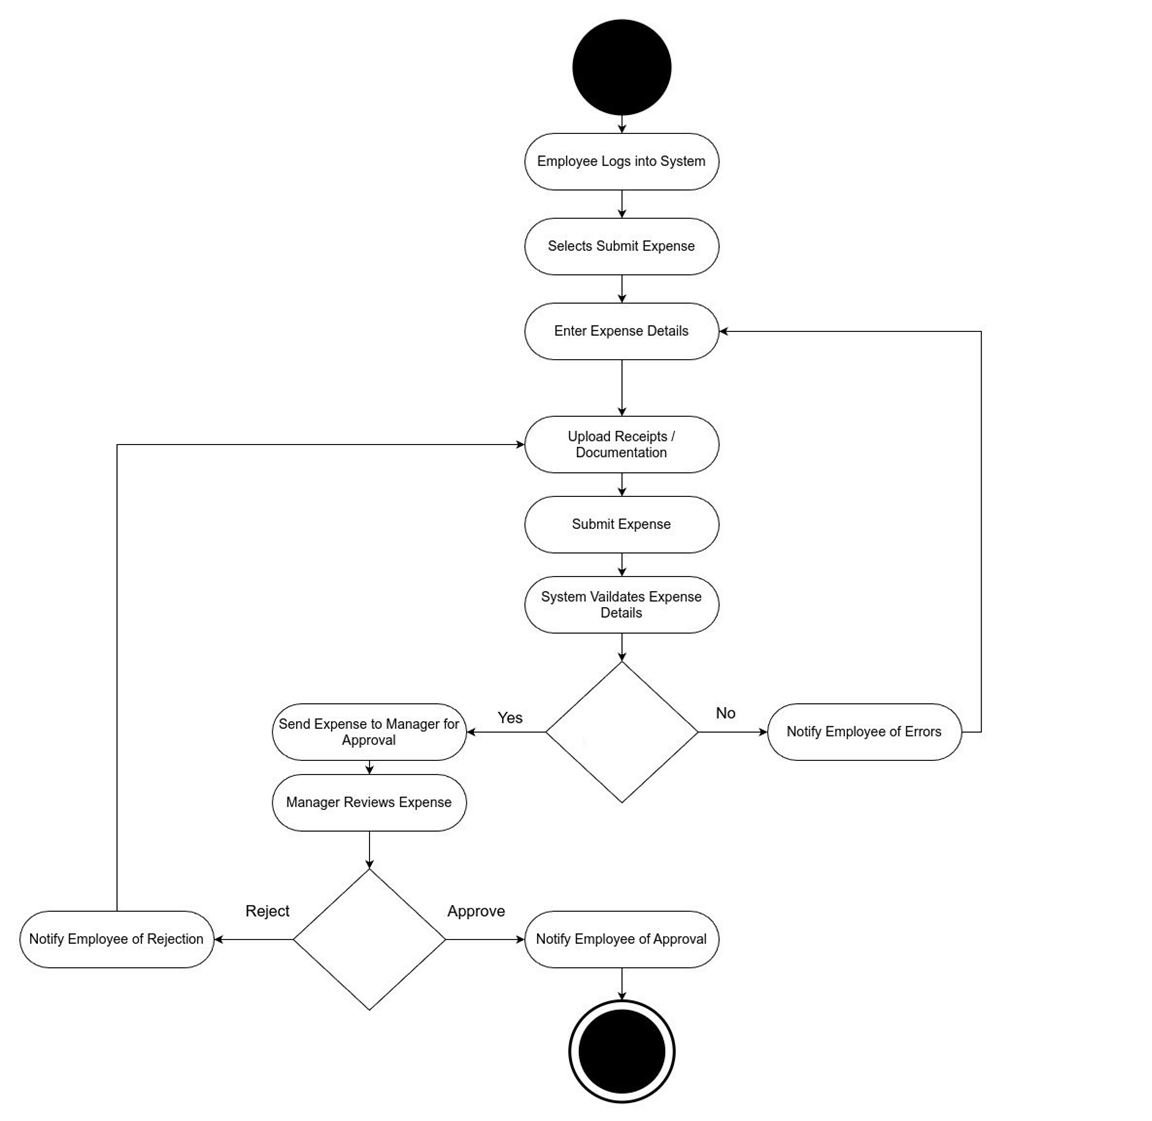 Employee Logs into System
Selects Submit Expense
Enter Expense Details
Upload Receipts /
Documentation
Submit Expense
System Vaildates Expense
Details
Send Expense to Manager for
Approval
Yes
No
Notify Employee of Errors
Manager Reviews Expense
Reject
Approve
Notify Employee of Rejection
Notify Employee of Approval